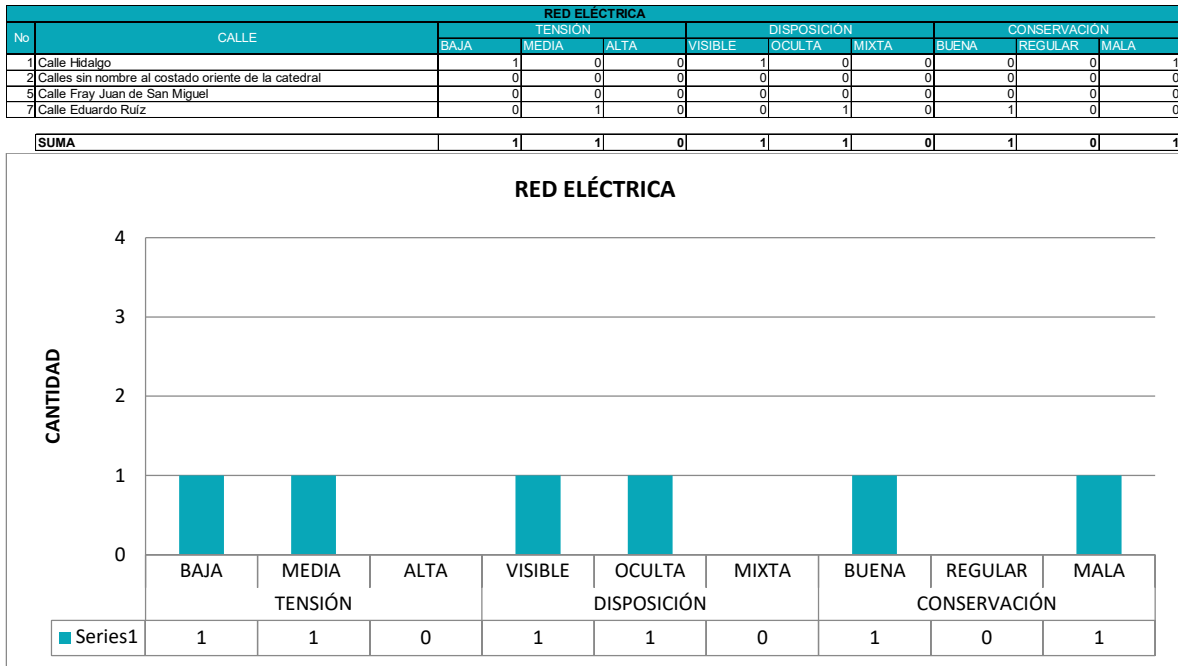 RED ELÉCTRICA
No CALLE TENSIÓN DISPOSICIÓN CONSERVACIÓN
BAJA MEDIA ALTA VISIBLE OCULTA MIXTA BUENA REGULAR MALA
1 Calle Hidalgo 1 0 0 1 0 0 0 0 1
2 Calles sin nombre al costado oriente de la catedral 0 0 0 0 0 0 0 0 0
5 Calle Fray Juan de San Miguel 0 0 0 0 0 0 0 0 0
7 Calle Eduardo Ruíz 0 1 0 0 1 0 1 0 0
SUMA 1 1 0 1 1 0 1 0 1
RED ELÉCTRICA
CANTIDAD
4
3
2
1
0
BAJA MEDIA ALTA VISIBLE OCULTA MIXTA BUENA REGULAR MALA
TENSIÓN DISPOSICIÓN CONSERVACIÓN
Series1 1 1 0 1 1 0 1 0 1